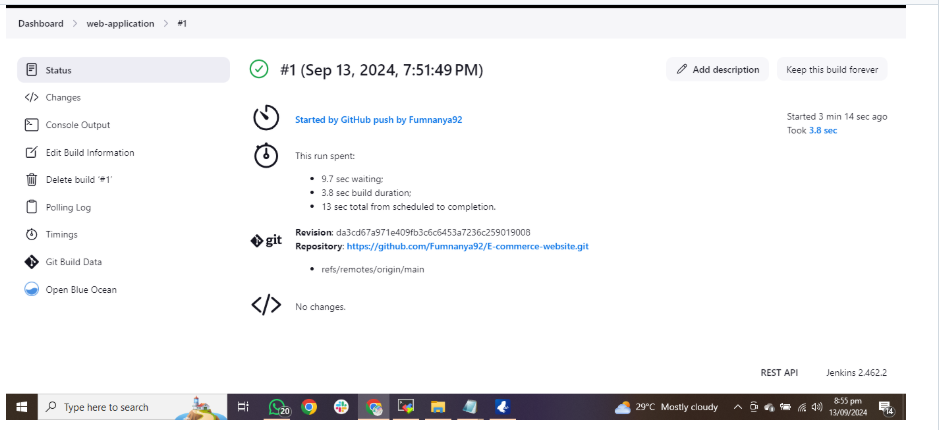 Dashboard > web-application > #1
Status
Changes
Console Output
Edit Build Information
Delete build '#1'
Polling Log
Timings
Git Build Data
Open Blue Ocean
#1 (Sep 13, 2024, 7:51:49 PM)
Add description
Keep this build forever
Started by GitHub push by Fumnanya92
Started 3 min 14 sec ago
Took 3.8 sec
This run spent:
• 9.7 sec waiting;
• 3.8 sec build duration;
• 13 sec total from scheduled to completion.
git
Revision: da3cd67a971e409fb3c6c6453a7236c259019008
Repository: https://github.com/Fumnanya92/E-commerce-website.git
• refs/remotes/origin/main
No changes.
REST API
Jenkins 2.462.2
Type here to search
20
29°C Mostly cloudy
8:55 pm
13/09/2024
14